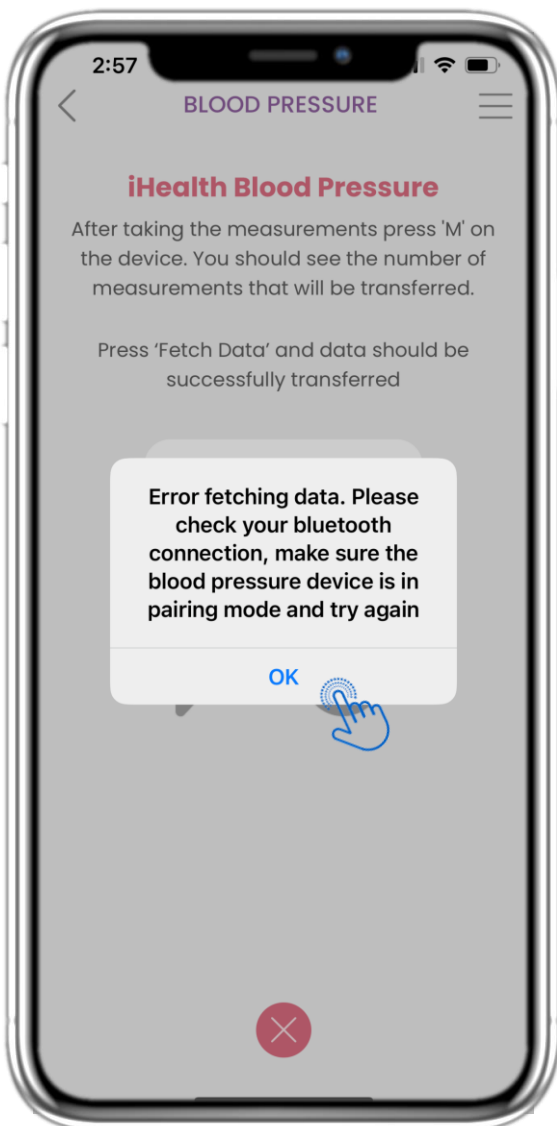 2:57
BLOOD PRESSURE
iHealth Blood Pressure
After taking the measurements press 'M' on
the device. You should see the number of
measurements that will be transferred.
Press ‘Fetch Data’ and data should be
successfully transferred
Error fetching data. Please
check your bluetooth
connection, make sure the
blood pressure device is in
pairing mode and try again
OK